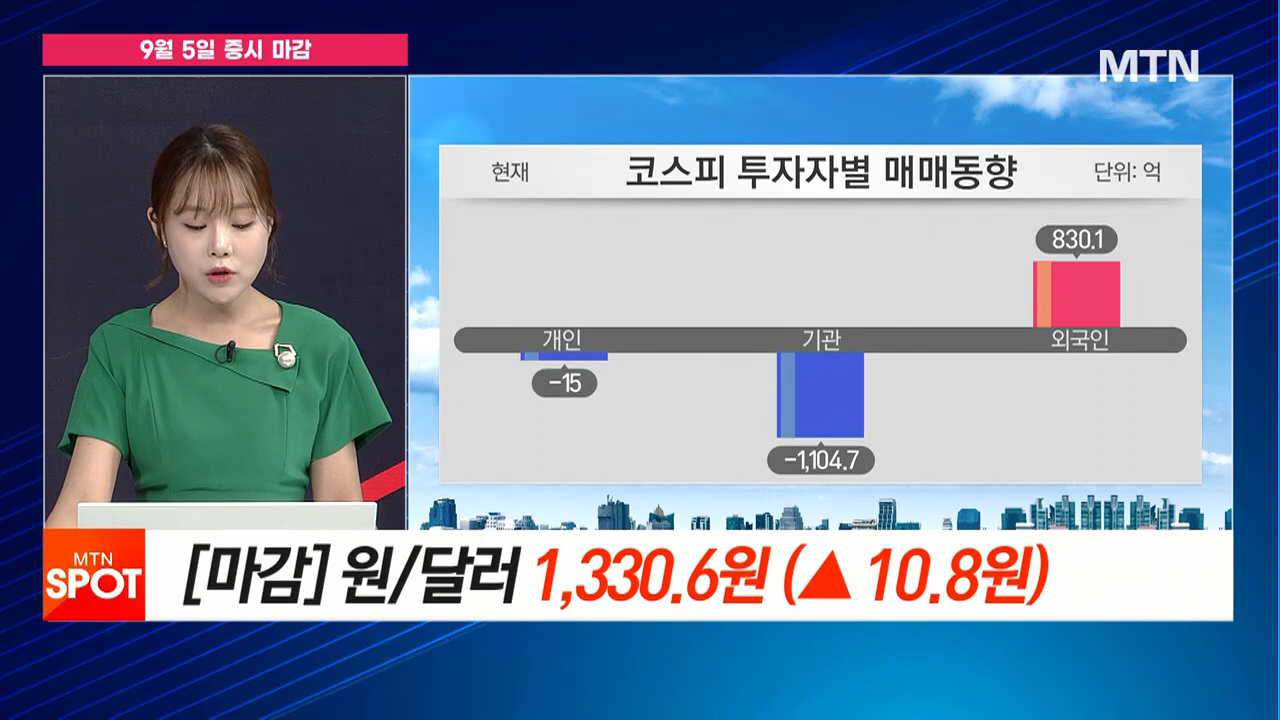 9월 5일 증시 마감
MTN
현재 코스피 투자자별 매매동향 단위: 억
830.1
개인 기관 외국인
-15
-1,104.7
MTN
SPOT
[마감] 원/달러 1,330.6원 (▲ 10.8원)